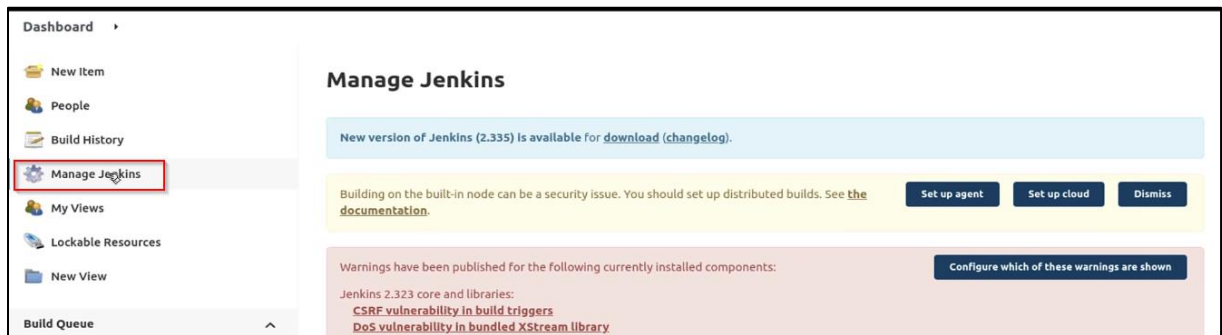 Dashboard
New Item
People
Build History
Manage Jenkins
My Views
Lockable Resources
New View
Build Queue
Manage Jenkins
New version of Jenkins (2.335) is available for download (changelog).
Building on the built-in node can be a security issue. You should set up distributed builds. See the
documentation.
Set up agent
Set up cloud
Dismiss
Warnings have been published for the following currently installed components:
Configure which of these warnings are shown
Jenkins 2.323 core and libraries:
CSRF vulnerability in build triggers
DoS vulnerability in bundled XStream library